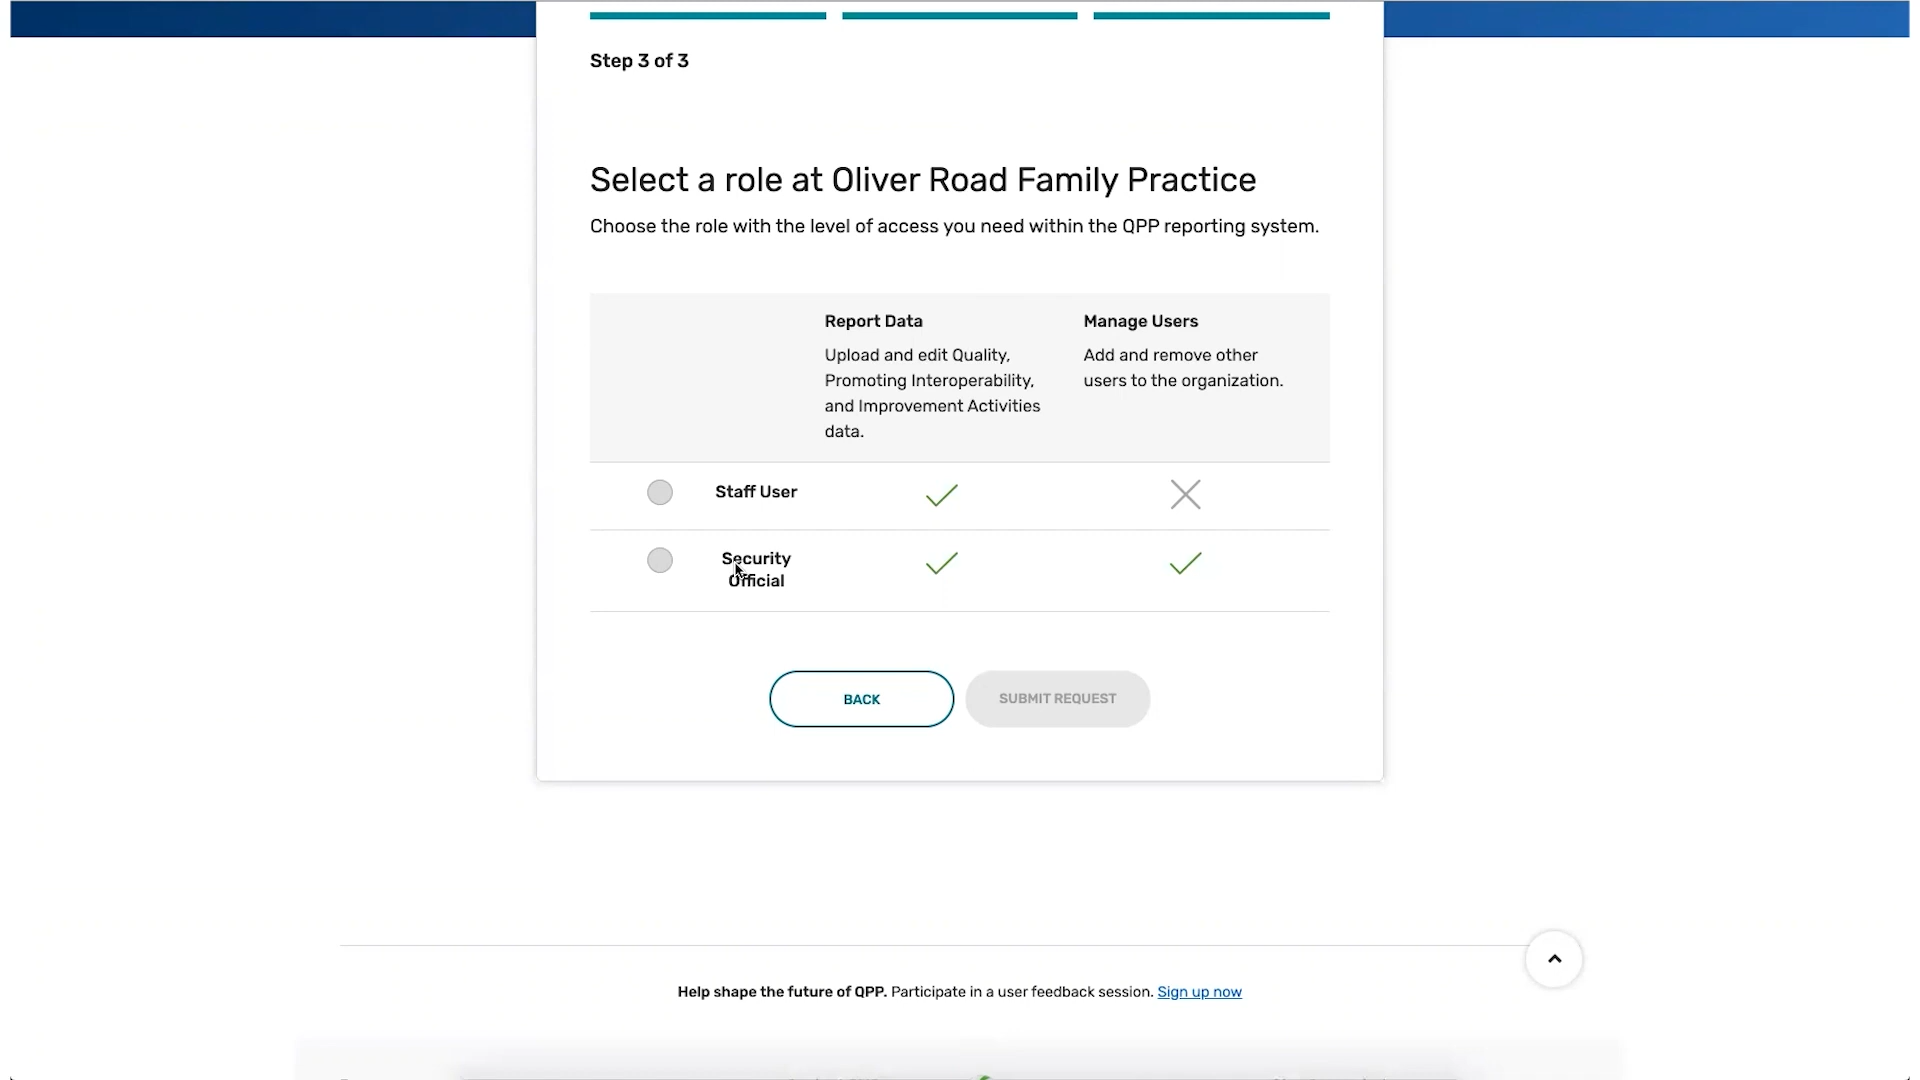 Step 3 of 3
Select a role at Oliver Road Family Practice
Choose the role with the level of access you need within the QPP reporting system.
Report Data
Upload and edit Quality,
Promoting Interoperability,
and Improvement Activities
data.
Manage Users
Add and remove other
users to the organization.
Staff User
Security
Official
BACK
SUBMIT REQUEST
Help shape the future of QPP. Participate in a user feedback session. Sign up now